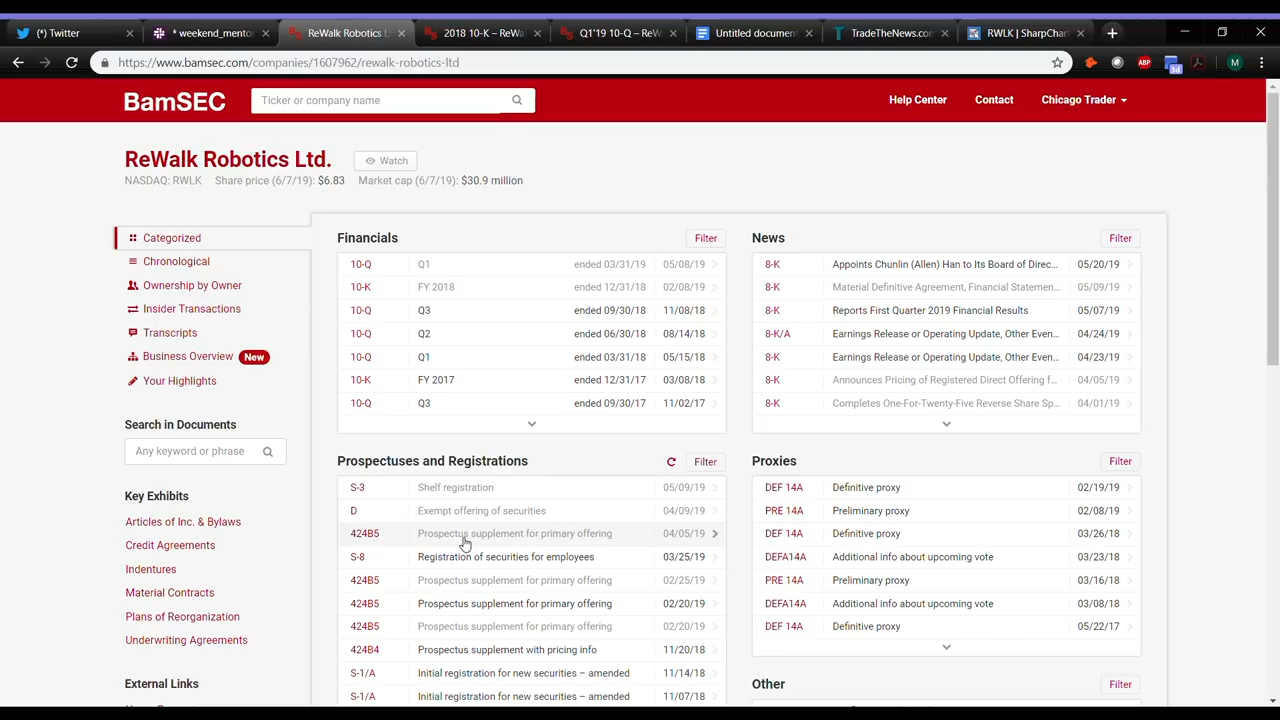 (*) Twitter
* weekend_mento
ReWalk Robotics L
2018 10-K – ReWa
Q1'19 10-Q – ReW
Untitled documen
TradeTheNews.co
RWLK | SharpChar
https://www.bamsec.com/companies/1607962/rewalk-robotics-ltd
ABP
3d
M
BamSEC
Ticker or company name
Help Center
Contact
Chicago Trader
ReWalk Robotics Ltd.
Watch
NASDAQ: RWLK Share price (6/7/19): $6.83 Market cap (6/7/19): $30.9 million
Categorized
Chronological
Ownership by Owner
Insider Transactions
Transcripts
Business Overview New
Your Highlights
Search in Documents
Any keyword or phrase
Key Exhibits
Articles of Inc. & Bylaws
Credit Agreements
Indentures
Material Contracts
Plans of Reorganization
Underwriting Agreements
External Links
Financials
Filter
10-Q Q1 ended 03/31/19 05/08/19
10-K FY 2018 ended 12/31/18 02/08/19
10-Q Q3 ended 09/30/18 11/08/18
10-Q Q2 ended 06/30/18 08/14/18
10-Q Q1 ended 03/31/18 05/15/18
10-K FY 2017 ended 12/31/17 03/08/18
10-Q Q3 ended 09/30/17 11/02/17
News
Filter
8-K Appoints Chunlin (Allen) Han to Its Board of Direc... 05/20/19
8-K Material Definitive Agreement, Financial Statemen... 05/09/19
8-K Reports First Quarter 2019 Financial Results 05/07/19
8-K/A Earnings Release or Operating Update, Other Even... 04/24/19
8-K Earnings Release or Operating Update, Other Even... 04/23/19
8-K Announces Pricing of Registered Direct Offering f... 04/05/19
8-K Completes One-For-Twenty-Five Reverse Share Sp... 04/01/19
Prospectuses and Registrations
Filter
S-3 Shelf registration 05/09/19
D Exempt offering of securities 04/09/19
424B5 Prospectus supplement for primary offering 04/05/19
S-8 Registration of securities for employees 03/25/19
424B5 Prospectus supplement for primary offering 02/25/19
424B5 Prospectus supplement for primary offering 02/20/19
424B5 Prospectus supplement for primary offering 02/20/19
424B4 Prospectus supplement with pricing info 11/20/18
S-1/A Initial registration for new securities – amended 11/14/18
S-1/A Initial registration for new securities – amended 11/07/18
Proxies
Filter
DEF 14A Definitive proxy 02/19/19
PRE 14A Preliminary proxy 02/08/19
DEF 14A Definitive proxy 03/26/18
DEFA14A Additional info about upcoming vote 03/23/18
PRE 14A Preliminary proxy 03/16/18
DEFA14A Additional info about upcoming vote 03/08/18
DEF 14A Definitive proxy 05/22/17
Other
Filter